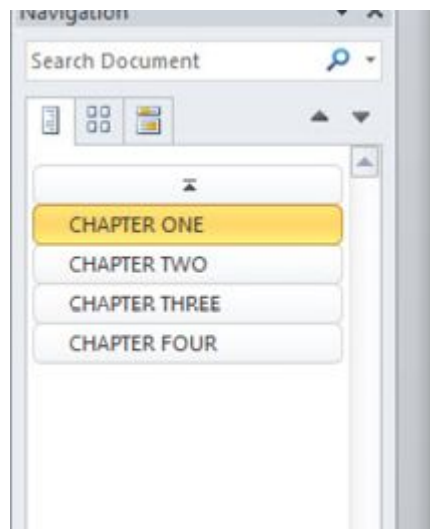 Navigation
Search Document
CHAPTER ONE
CHAPTER TWO
CHAPTER THREE
CHAPTER FOUR